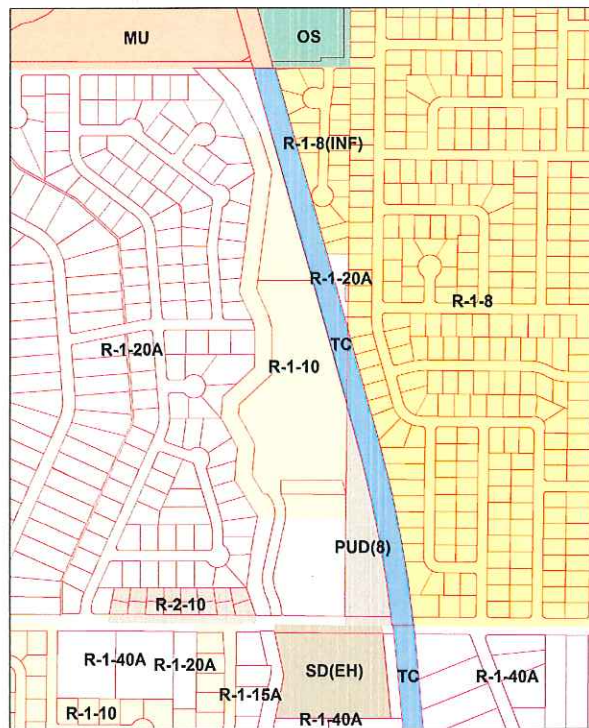 MU
OS
R-1-8(INF)
R-1-20A
R-1-8
TC
R-1-20A
R-1-10
PUD(8)
R-2-10
R-1-40A
R-1-20A
R-1-15A
SD(EH)
TC
R-1-40A
R-1-10
R-1-40A